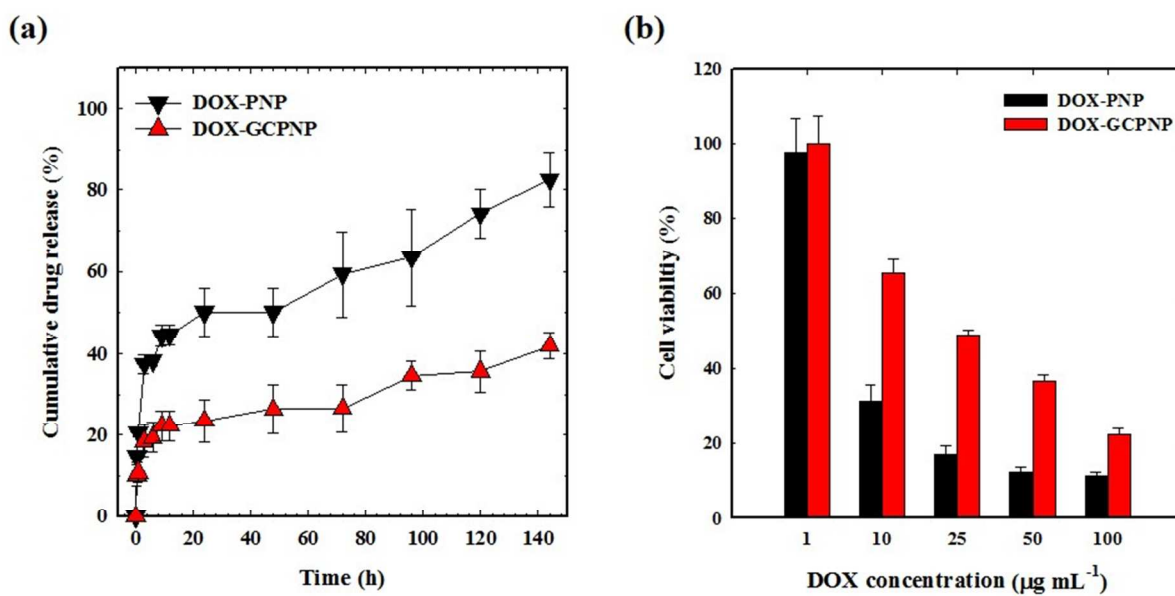 (a)
Cumulative drug release (%)
100
80
60
40
20
0
DOX-PNP
DOX-GCPNP
0 20 40 60 80 100 120 140
Time (h)
(b)
Cell viabiltiy (%)
120
100
80
60
40
20
0
DOX-PNP
DOX-GCPNP
1 10 25 50 100
DOX concentration (µg mL⁻¹)